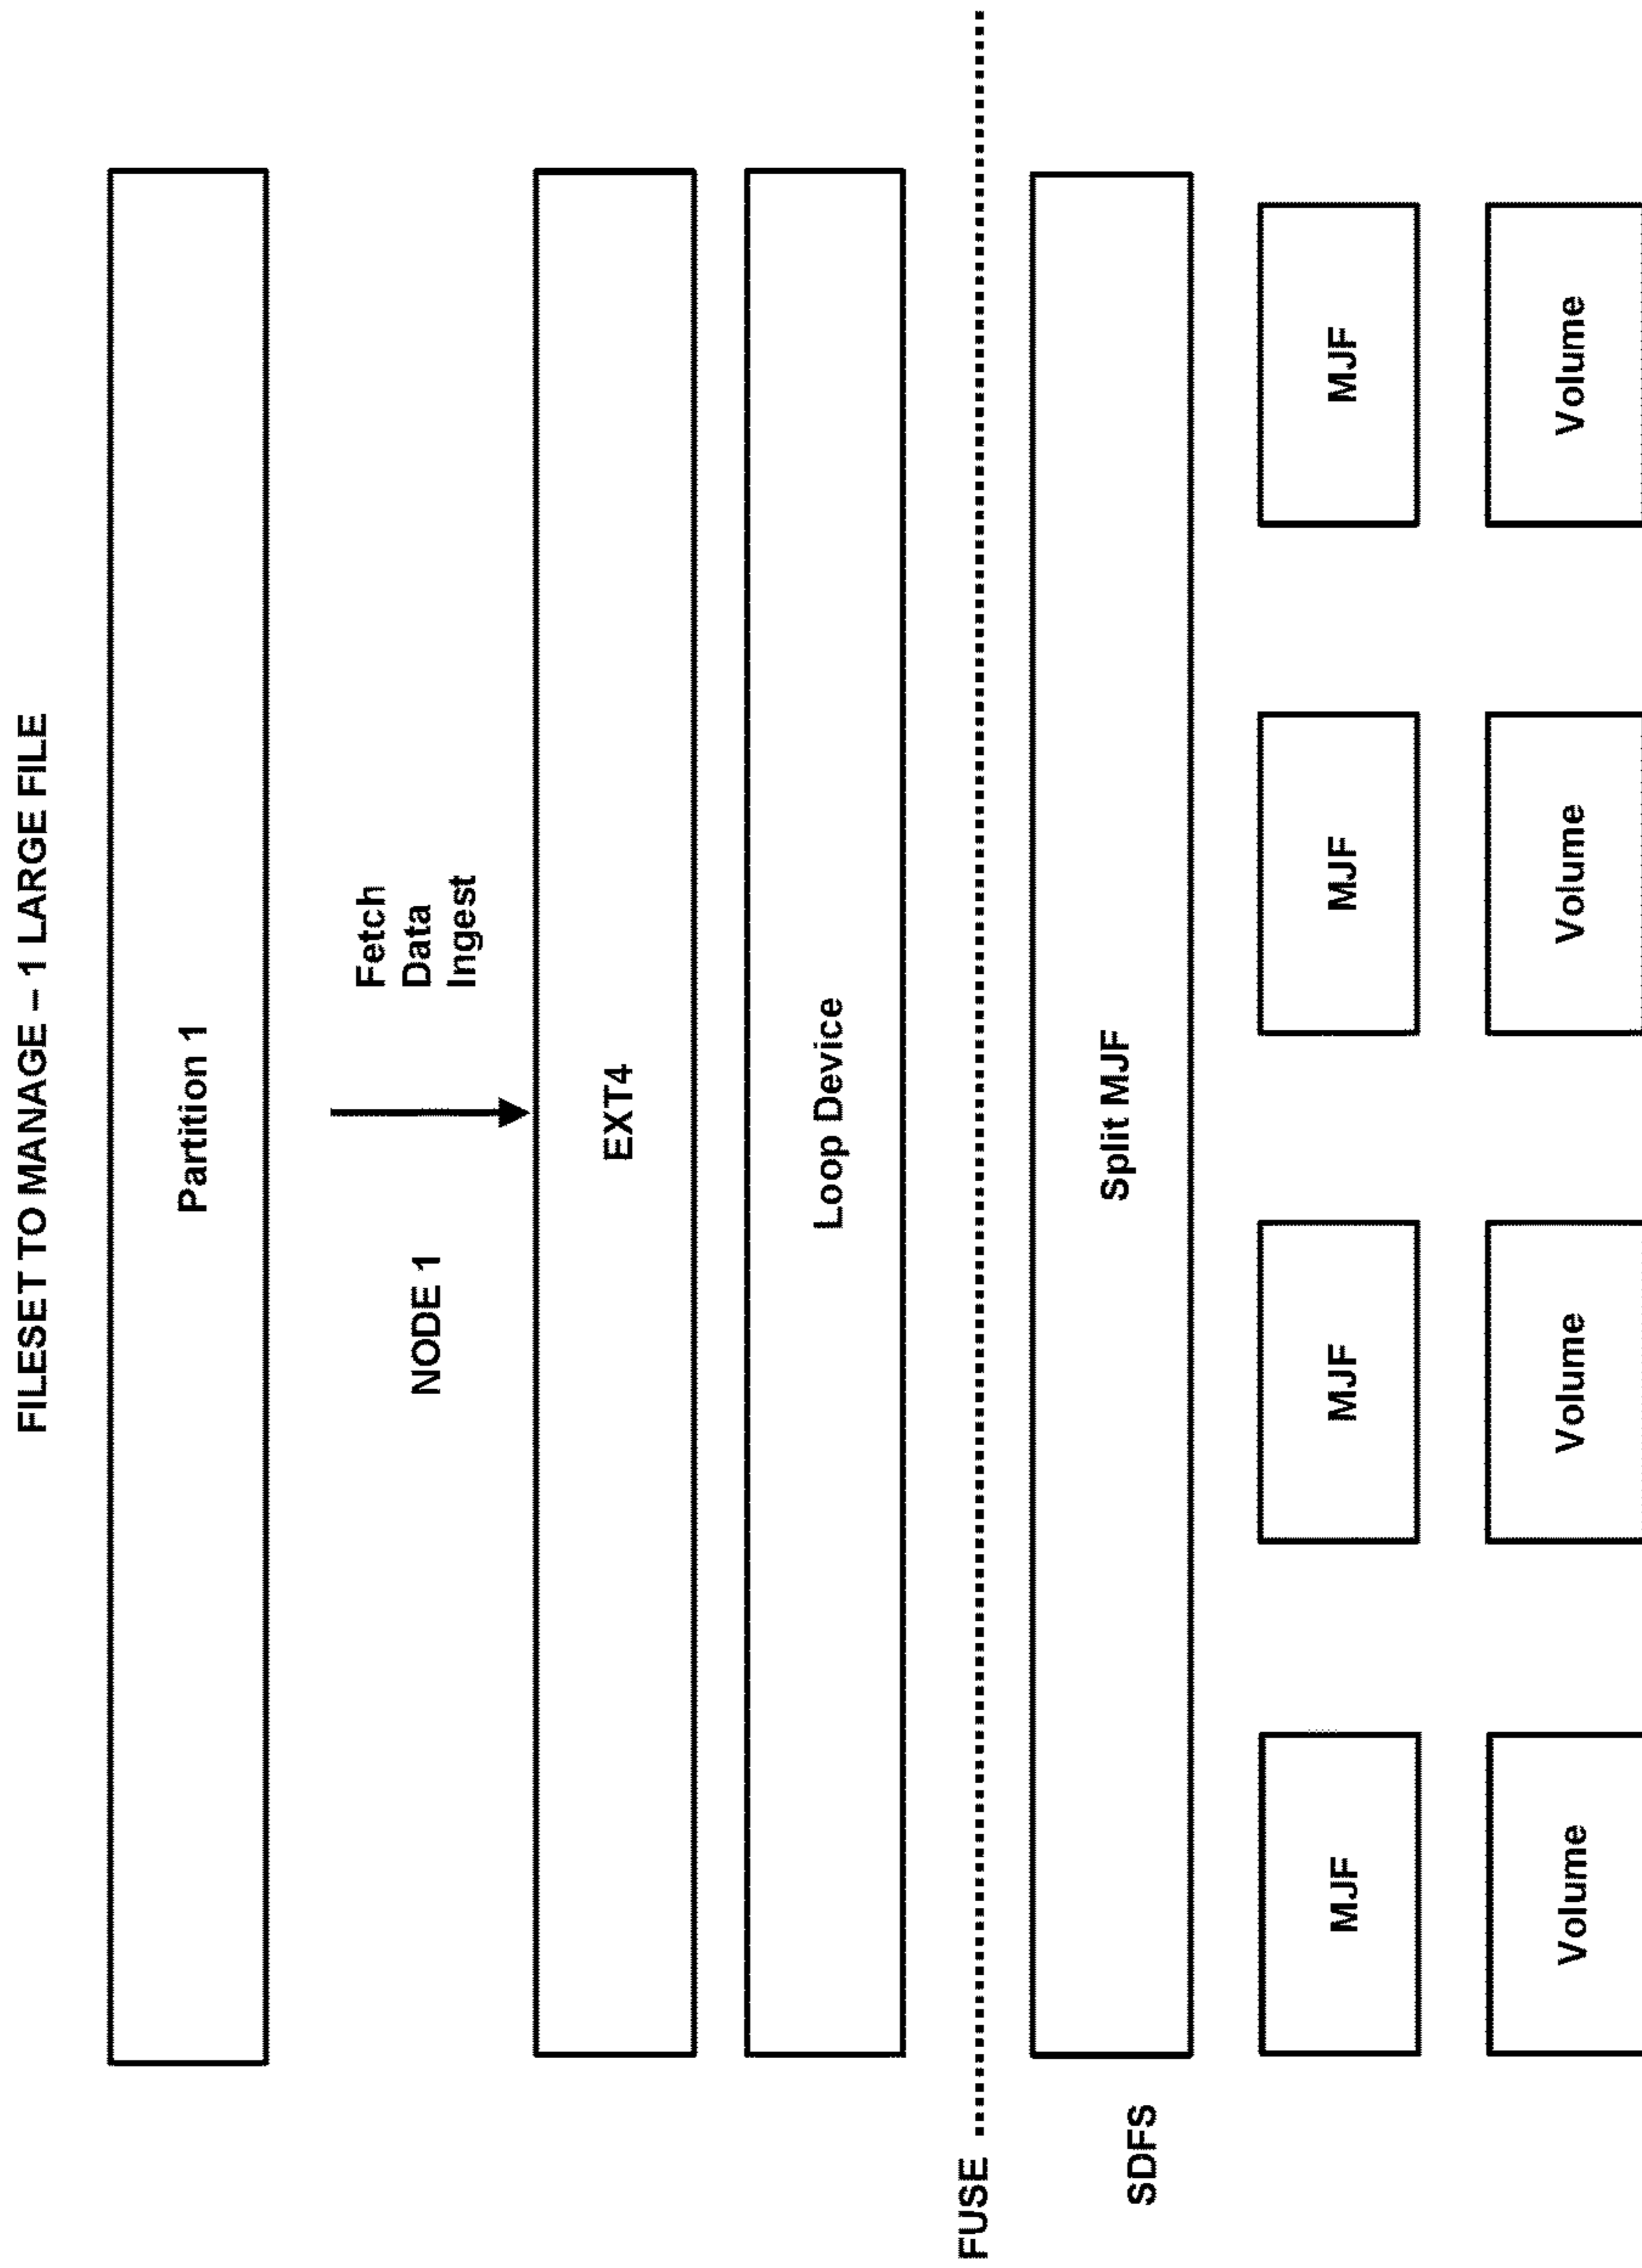 FILESET TO MANAGE – 1 LARGE FILE
Partition 1
NODE 1
Fetch
Data
Ingest
EXT4
Loop Device
FUSE
SDFS
Split MJF
MJF
MJF
MJF
MJF
Volume
Volume
Volume
Volume